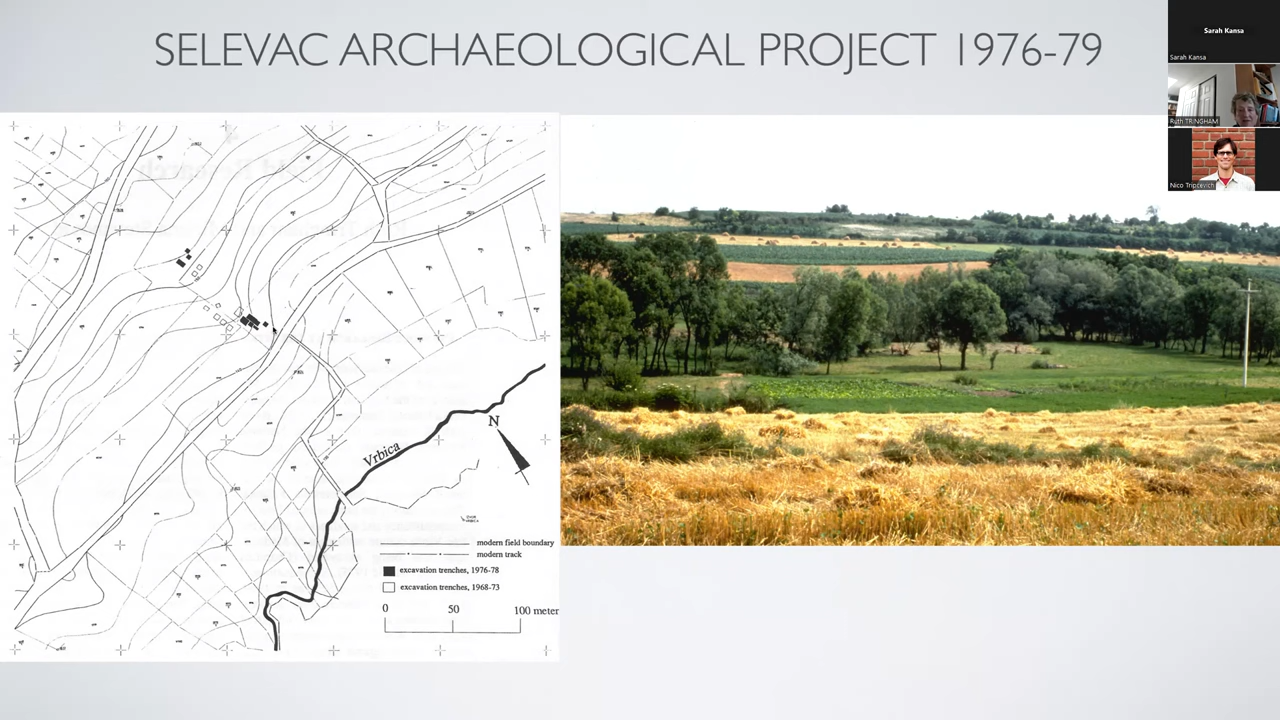 SELEVAC ARCHAEOLOGICAL PROJECT 1976-79
Sarah Kansa
Sarah Kansa
Ruth TRINGHAM
Nico Tripcevich
N
Vrbica
modern field boundary
modern track
excavation trenches, 1976-78
excavation trenches, 1968-73
0 50 100 meter